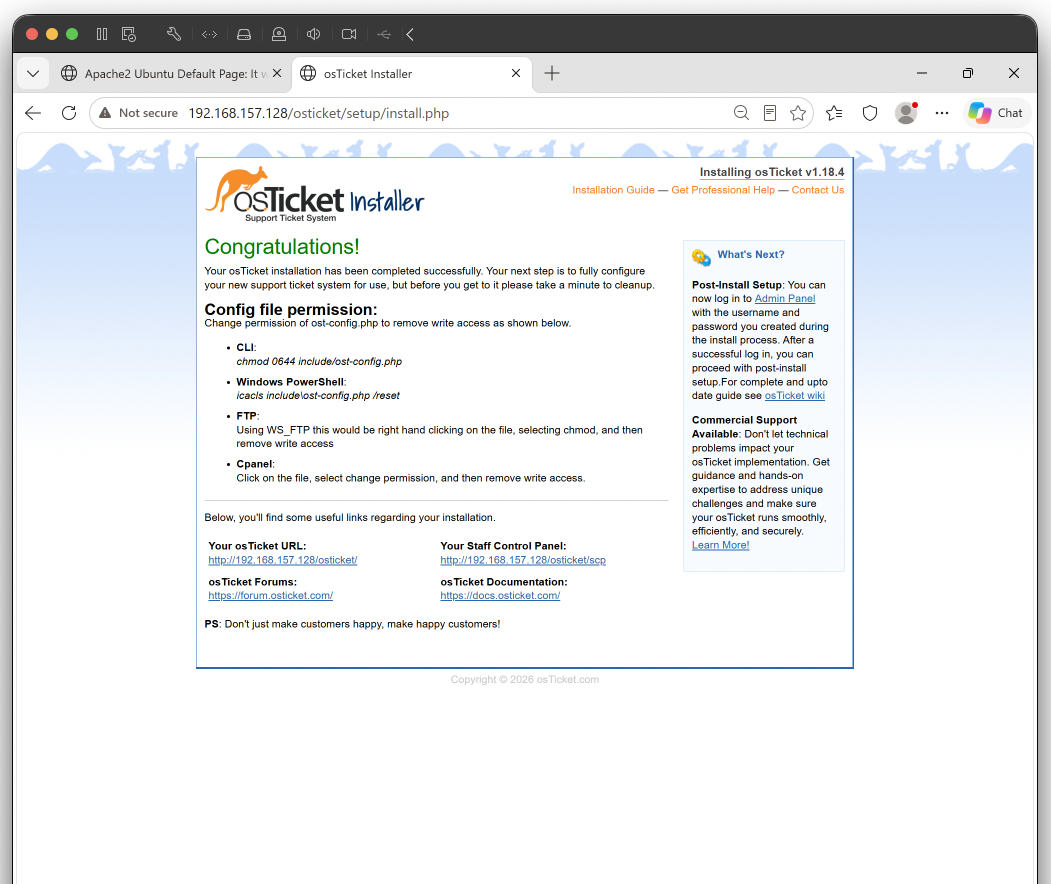 Apache2 Ubuntu Default Page: It w
osTicket Installer
Not secure 192.168.157.128/osticket/setup/install.php
Chat
osTicket Installer
Support Ticket System
Installing osTicket v1.18.4
Installation Guide — Get Professional Help — Contact Us
Congratulations!
Your osTicket installation has been completed successfully. Your next step is to fully configure
your new support ticket system for use, but before you get to it please take a minute to cleanup.
Config file permission:
Change permission of ost-config.php to remove write access as shown below.
• CLI:
chmod 0644 include/ost-config.php
• Windows PowerShell:
icacls include\ost-config.php /reset
• FTP:
Using WS_FTP this would be right hand clicking on the file, selecting chmod, and then
remove write access
• Cpanel:
Click on the file, select change permission, and then remove write access.
Below, you'll find some useful links regarding your installation.
Your osTicket URL:
http://192.168.157.128/osticket/
Your Staff Control Panel:
http://192.168.157.128/osticket/scp
osTicket Forums:
https://forum.osticket.com/
osTicket Documentation:
https://docs.osticket.com/
PS: Don't just make customers happy, make happy customers!
What's Next?
Post-Install Setup: You can
now log in to Admin Panel
with the username and
password you created during
the install process. After a
successful log in, you can
proceed with post-install
setup.For complete and upto
date guide see osTicket wiki
Commercial Support
Available: Don't let technical
problems impact your
osTicket implementation. Get
guidance and hands-on
expertise to address unique
challenges and make sure
your osTicket runs smoothly,
efficiently, and securely.
Learn More!
Copyright © 2026 osTicket.com